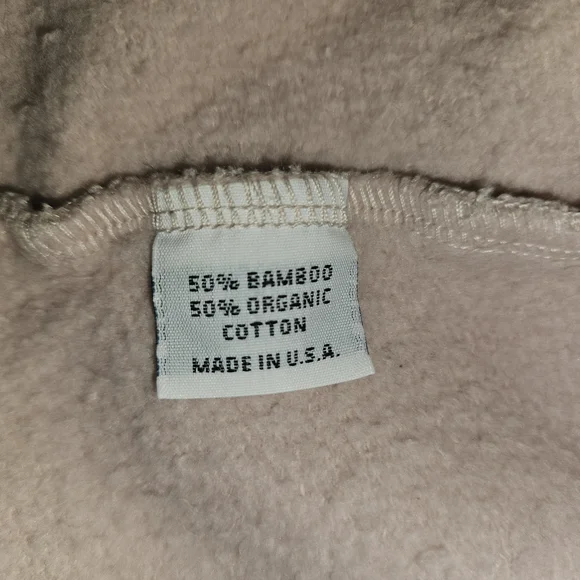 50% BAMBOO
50% ORGANIC
COTTON
MADE IN U.S.A.